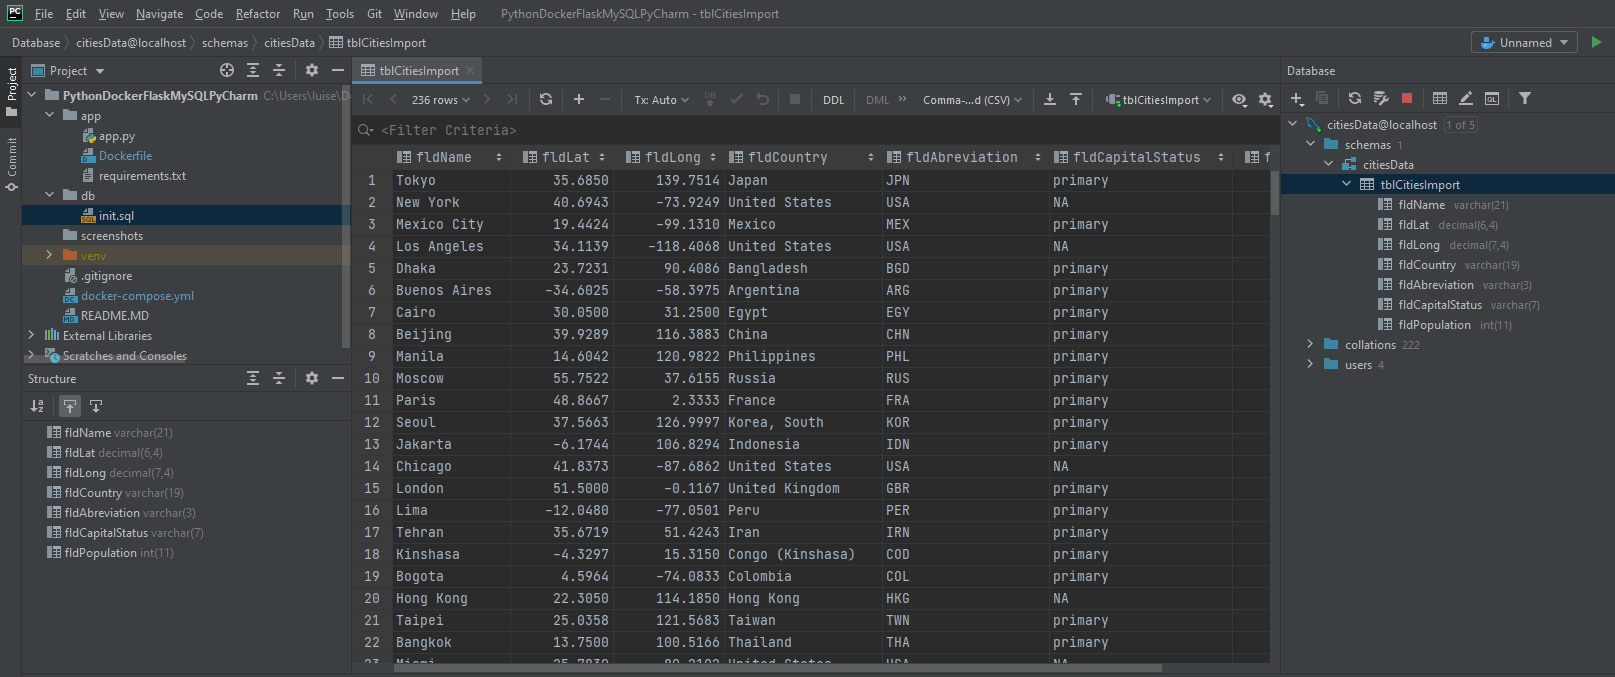 PC File Edit View Navigate Code Refactor Run Tools Git Window Help PythonDockerFlaskMySQLPyCharm - tblCitiesImport
Database citiesData@localhost schemas citiesData tblCitiesImport Unnamed
Project
Commit
Project
PythonDockerFlaskMySQLPyCharm C:\Users\luise\D
app
app.py
Dockerfile
requirements.txt
db
init.sql
screenshots
venv
.gitignore
docker-compose.yml
README.MD
External Libraries
Scratches and Consoles
Structure
fldName varchar(21)
fldLat decimal(6,4)
fldLong decimal(7,4)
fldCountry varchar(19)
fldAbreviation varchar(3)
fldCapitalStatus varchar(7)
fldPopulation int(11)
tblCitiesImport
236 rows Tx: Auto DB DDL DML » Comma-...d (CSV) tblCitiesImport
<Filter Criteria>
fldName fldLat fldLong fldCountry fldAbreviation fldCapitalStatus f
1 Tokyo 35.6850 139.7514 Japan JPN primary
2 New York 40.6943 -73.9249 United States USA NA
3 Mexico City 19.4424 -99.1310 Mexico MEX primary
4 Los Angeles 34.1139 -118.4068 United States USA NA
5 Dhaka 23.7231 90.4086 Bangladesh BGD primary
6 Buenos Aires -34.6025 -58.3975 Argentina ARG primary
7 Cairo 30.0500 31.2500 Egypt EGY primary
8 Beijing 39.9289 116.3883 China CHN primary
9 Manila 14.6042 120.9822 Philippines PHL primary
10 Moscow 55.7522 37.6155 Russia RUS primary
11 Paris 48.8667 2.3333 France FRA primary
12 Seoul 37.5663 126.9997 Korea, South KOR primary
13 Jakarta -6.1744 106.8294 Indonesia IDN primary
14 Chicago 41.8373 -87.6862 United States USA NA
15 London 51.5000 -0.1167 United Kingdom GBR primary
16 Lima -12.0480 -77.0501 Peru PER primary
17 Tehran 35.6719 51.4243 Iran IRN primary
18 Kinshasa -4.3297 15.3150 Congo (Kinshasa) COD primary
19 Bogota 4.5964 -74.0833 Colombia COL primary
20 Hong Kong 22.3050 114.1850 Hong Kong HKG NA
21 Taipei 25.0358 121.5683 Taiwan TWN primary
22 Bangkok 13.7500 100.5166 Thailand THA primary
23 Miami United States USA NA
Database
citiesData@localhost 1 of 5
schemas 1
citiesData
tblCitiesImport
fldName varchar(21)
fldLat decimal(6,4)
fldLong decimal(7,4)
fldCountry varchar(19)
fldAbreviation varchar(3)
fldCapitalStatus varchar(7)
fldPopulation int(11)
collations 222
users 4